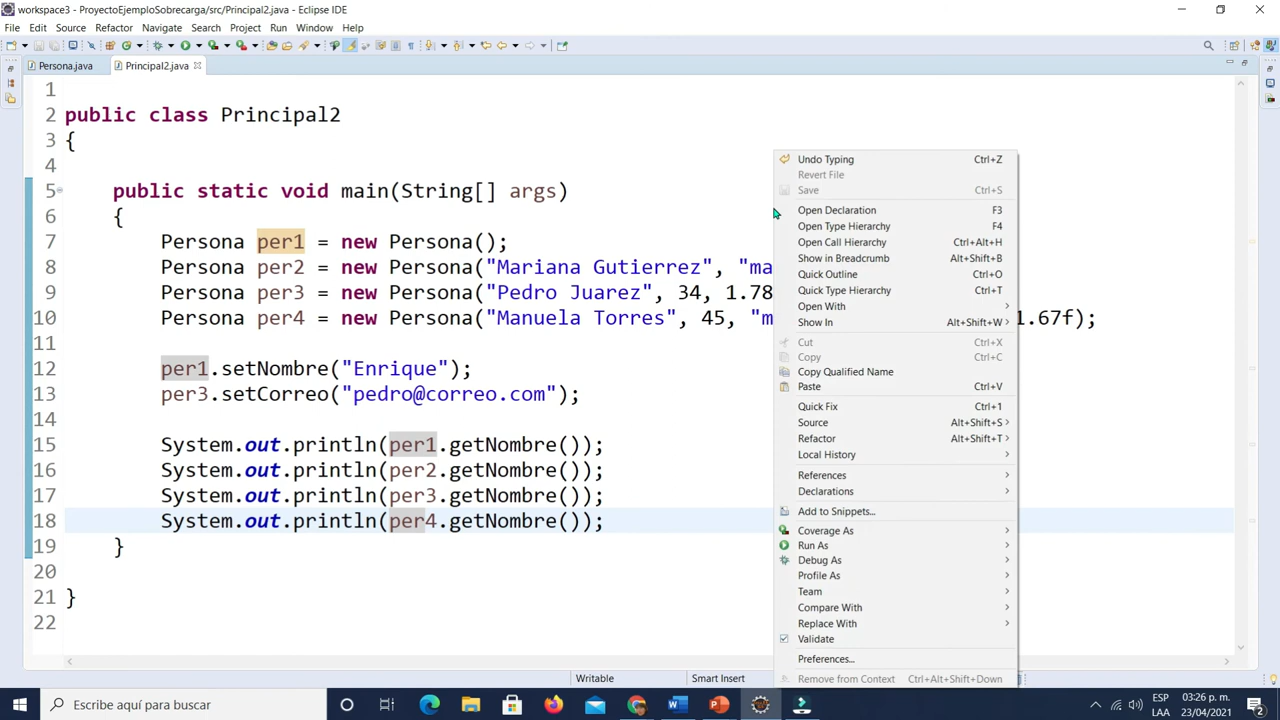 workspace3 - ProyectoEjemploSobrecarga/src/Principal2.java - Eclipse IDE
File Edit Source Refactor Navigate Search Project Run Window Help
Persona.java Principal2.java
1
2 public class Principal2
3 {
4
5 public static void main(String[] args)
6 {
7 Persona per1 = new Persona();
8 Persona per2 = new Persona("Mariana Gutierrez", "ma
9 Persona per3 = new Persona("Pedro Juarez", 34, 1.78
10 Persona per4 = new Persona("Manuela Torres", 45, "m 1.67f);
11
12 per1.setNombre("Enrique");
13 per3.setCorreo("pedro@correo.com");
14
15 System.out.println(per1.getNombre());
16 System.out.println(per2.getNombre());
17 System.out.println(per3.getNombre());
18 System.out.println(per4.getNombre());
19 }
20
21 }
22
Undo Typing Ctrl+Z
Revert File
Save Ctrl+S
Open Declaration F3
Open Type Hierarchy F4
Open Call Hierarchy Ctrl+Alt+H
Show in Breadcrumb Alt+Shift+B
Quick Outline Ctrl+O
Quick Type Hierarchy Ctrl+T
Open With
Show In Alt+Shift+W
Cut Ctrl+X
Copy Ctrl+C
Copy Qualified Name
Paste Ctrl+V
Quick Fix Ctrl+1
Source Alt+Shift+S
Refactor Alt+Shift+T
Local History
References
Declarations
Add to Snippets...
Coverage As
Run As
Debug As
Profile As
Team
Compare With
Replace With
Validate
Preferences...
Remove from Context Ctrl+Alt+Shift+Down
Writable Smart Insert
Escribe aquí para buscar
ESP 03:26 p. m.
LAA 23/04/2021
2